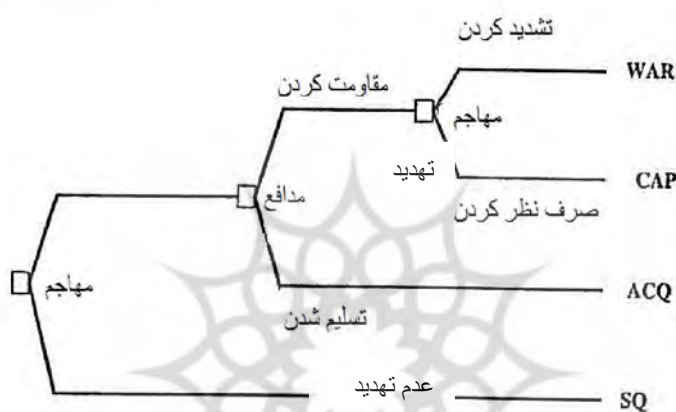 تشدید کردن
WAR
مقاومت کردن
مهاجم
تهدید
CAP
مدافع
صرف نظر کردن
مهاجم
ACQ
تسلیم شدن
عدم تهدید
SQ